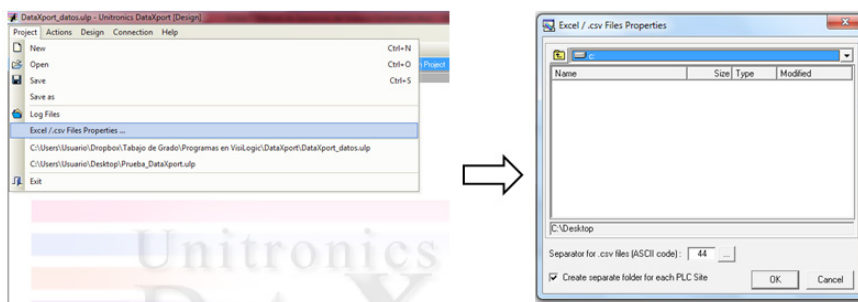 DataXport_datos.ulp - Unitronics DataXport [Design]
Project Actions Design Connection Help
New Ctrl+N
Open Ctrl+O
Save Ctrl+S
Save as
Log Files
Excel /.csv Files Properties ...
C:\Users\Usuario\Dropbox\Tabajo de Grado\Programas en VisiLogic\DataXport\DataXport_datos.ulp
C:\Users\Usuario\Desktop\Prueba_DataXport.ulp
Exit
Project
Unitronics
Excel / .csv Files Properties
c:
Name Size Type Modified
C:\Desktop
Separator for .csv files (ASCII code) : 44 ...
Create separate folder for each PLC Site
OK Cancel